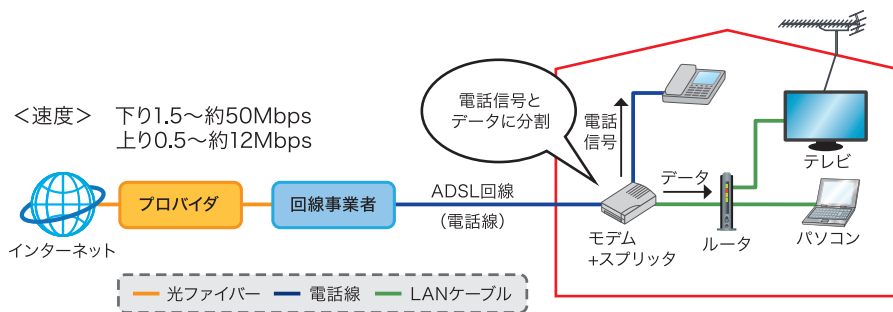 ＜速度＞　下り1.5～約50Mbps
上り0.5～約12Mbps
電話信号と
データに分割
電話
信号
テレビ
データ
インターネット
プロバイダ
回線事業者
ADSL回線
（電話線）
モデム
+スプリッタ
ルータ
パソコン
光ファイバー　電話線　LANケーブル